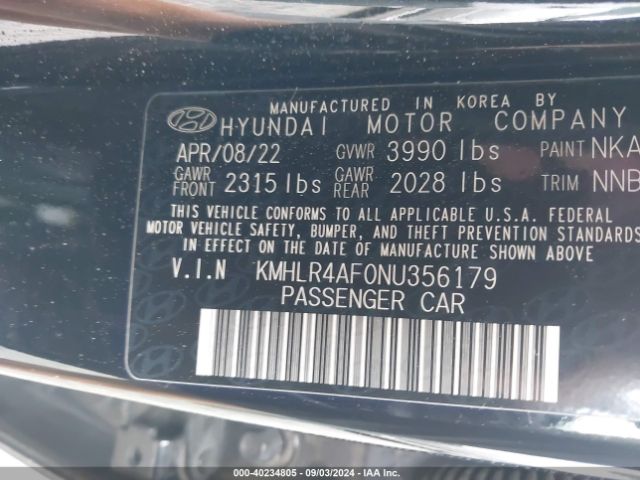 MANUFACTURED IN KOREA BY
HYUNDAI MOTOR COMPANY
APR/08/22 GVWR 3990 lbs PAINT NKA
GAWR FRONT 2315 lbs GAWR REAR 2028 lbs TRIM NNB
THIS VEHICLE CONFORMS TO ALL APPLICABLE U.S.A. FEDERAL
MOTOR VEHICLE SAFETY, BUMPER, AND THEFT PREVENTION STANDARDS
IN EFFECT ON THE DATE OF MANUFACTURE SHOWN ABOVE
V.I.N KMHLR4AF0NU356179
PASSENGER CAR
000-40234805 - 09/03/2024 - IAA Inc.